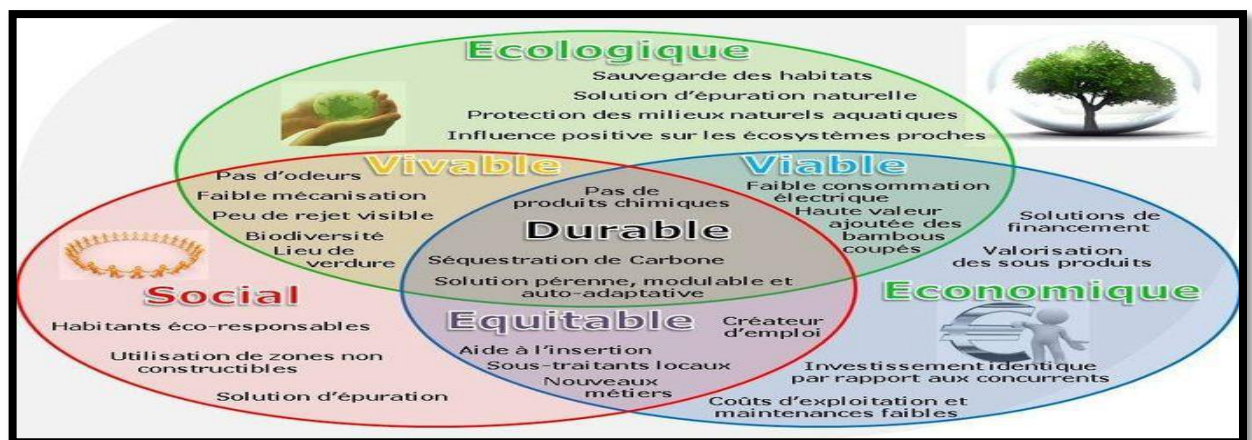 Ecologique
Sauvegarde des habitats
Solution d'épuration naturelle
Protection des milieux naturels aquatiques
Influence positive sur les écosystèmes proches
Vivable
Pas d'odeurs
Faible mécanisation
Peu de rejet visible
Biodiversité
Lieu de
verdure
Viable
Faible consommation
électrique
Haute valeur
ajoutée des
bambous
coupés
Pas de
produits chimiques
Durable
Séquestration de Carbone
Solution pérenne, modulable et
auto-adaptative
Solutions de
financement
Valorisation
des sous produits
Social
Habitants éco-responsables
Utilisation de zones non
constructibles
Solution d'épuration
Equitable
Créateur
d'emploi
Aide à l'insertion
Sous-traitants locaux
Nouveaux
métiers
Economique
Investissement identique
par rapport aux concurrents
Coûts d'exploitation et
maintenances faibles